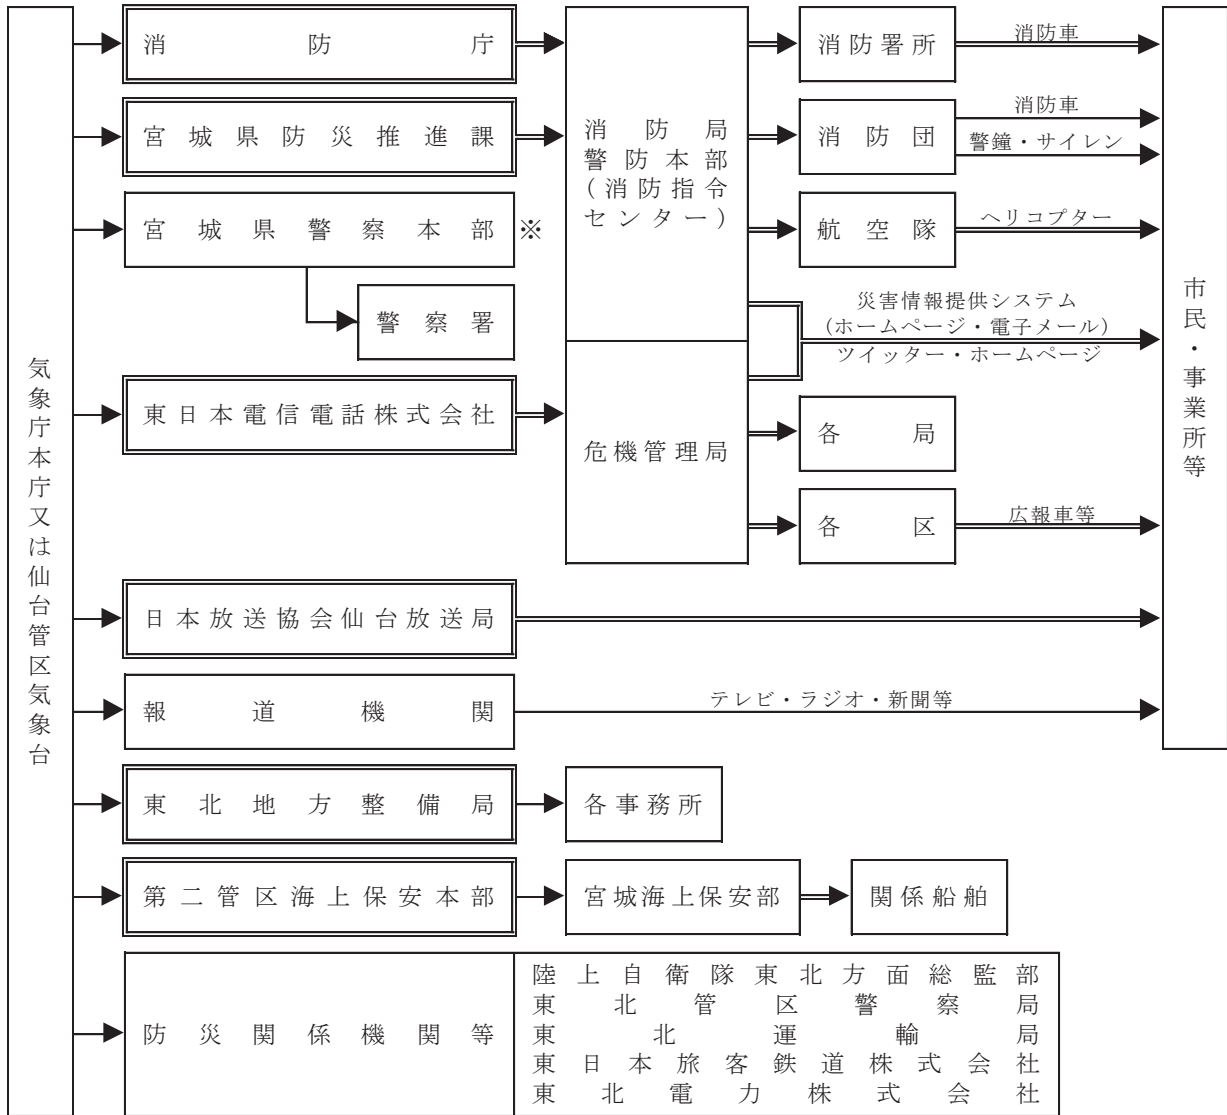 気象庁本庁又は仙台管区気象台
消防庁
宮城県防災推進課
宮城県警察本部 ※
警察署
東日本電信電話株式会社
日本放送協会仙台放送局
報道機関
東北地方整備局
第二管区海上保安本部
防災関係機関等
消防局
警防本部
(消防指令
センター)
危機管理局
各事務所
宮城海上保安部
関係船舶
陸上自衛隊東北方面総監部
東北管区警察局
東北運輸局
東日本旅客鉄道株式会社
東北電力株式会社
消防署所
消防団
航空隊
各局
各区
消防車
消防車
警鐘・サイレン
ヘリコプター
災害情報提供システム
(ホームページ・電子メール)
ツイッター・ホームページ
広報車等
テレビ・ラジオ・新聞等
市民・事業所等